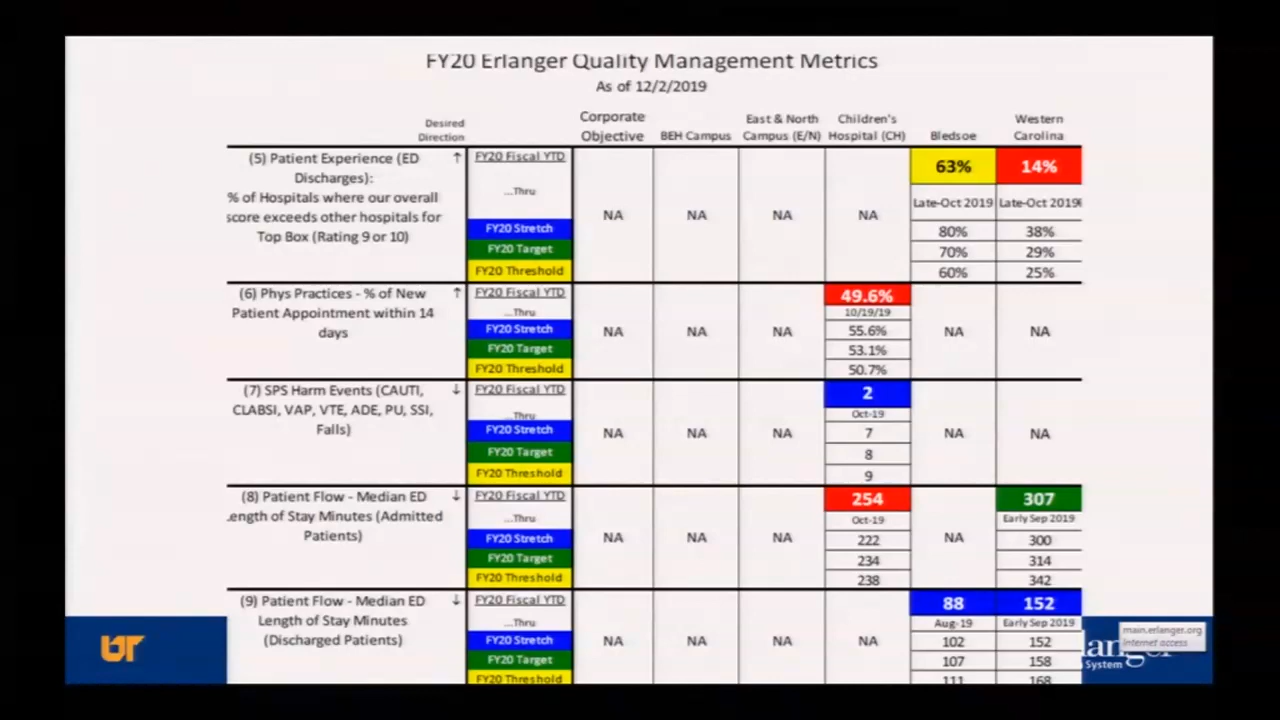 FY20 Erlanger Quality Management Metrics
As of 12/2/2019
Desired Direction Corporate Objective BEH Campus East & North Campus (E/N) Children's Hospital (CH) Bledsoe Western Carolina
(5) Patient Experience (ED ↑ FY20 Fiscal YTD 63% 14%
Discharges):
...Thru Late-Oct 2019 Late-Oct 2019
% of Hospitals where our overall
score exceeds other hospitals for NA NA NA NA
Top Box (Rating 9 or 10)
FY20 Stretch 80% 38%
FY20 Target 70% 29%
FY20 Threshold 60% 25%
(6) Phys Practices - % of New ↑ FY20 Fiscal YTD 49.6%
Patient Appointment within 14 ...Thru 10/19/19
days FY20 Stretch NA NA NA 55.6% NA NA
FY20 Target 53.1%
FY20 Threshold 50.7%
(7) SPS Harm Events (CAUTI, ↓ FY20 Fiscal YTD 2
CLABSI, VAP, VTE, ADE, PU, SSI, ...Thru Oct-19
Falls) FY20 Stretch NA NA NA 7 NA NA
FY20 Target 8
FY20 Threshold 9
(8) Patient Flow - Median ED ↓ FY20 Fiscal YTD 254 307
ength of Stay Minutes (Admitted ...Thru Oct-19 Early Sep 2019
Patients) FY20 Stretch NA NA NA 222 NA 300
FY20 Target 234 314
FY20 Threshold 238 342
(9) Patient Flow - Median ED ↓ FY20 Fiscal YTD 88 152
Length of Stay Minutes ...Thru Aug-19 Early Sep 2019
(Discharged Patients) FY20 Stretch NA NA NA NA 102 152
FY20 Target 107 158
FY20 Threshold 111 168
UT
main.erlanger.org
Internet access
langer
System